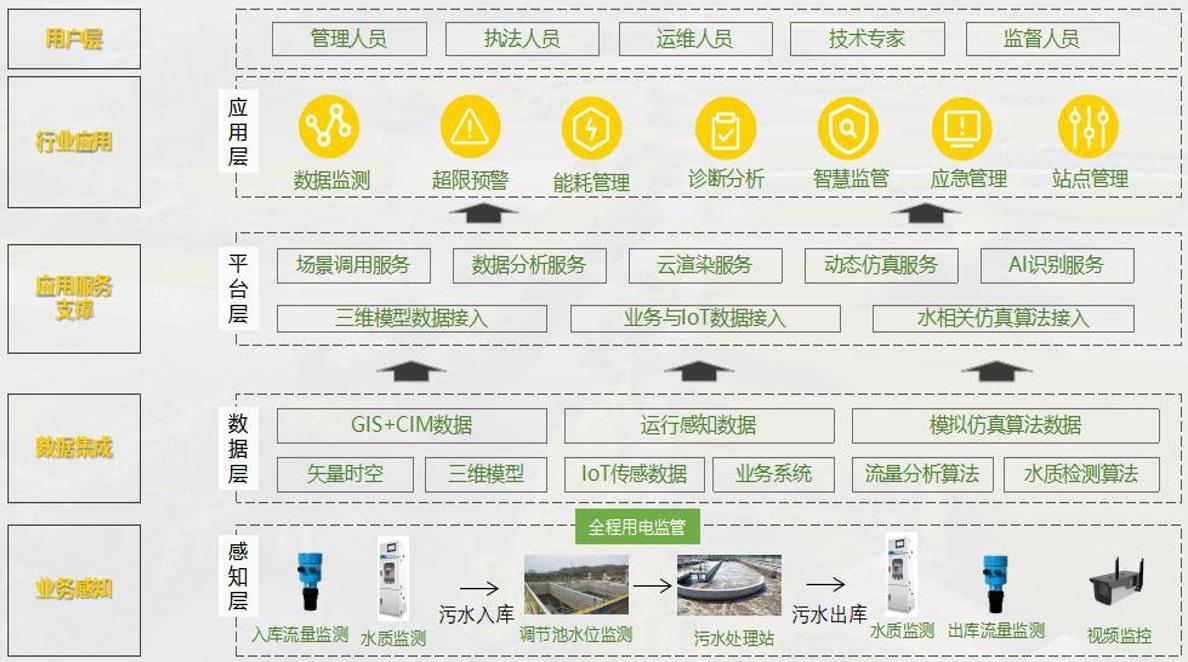 用户层
管理人员 执法人员 运维人员 技术专家 监督人员
行业应用
应用层
数据监测 超限预警 能耗管理 诊断分析 智慧监管 应急管理 站点管理
应用服务
支撑
平台层
场景调用服务 数据分析服务 云渲染服务 动态仿真服务 AI识别服务
三维模型数据接入 业务与IoT数据接入 水相关仿真算法接入
数据集成
数据层
GIS+CIM数据 运行感知数据 模拟仿真算法数据
矢量时空 三维模型 IoT传感数据 业务系统 流量分析算法 水质检测算法
业务感知
感知层
全程用电监管
污水入库 污水出库
入库流量监测 水质监测 调节池水位监测 污水处理站 水质监测 出库流量监测 视频监控